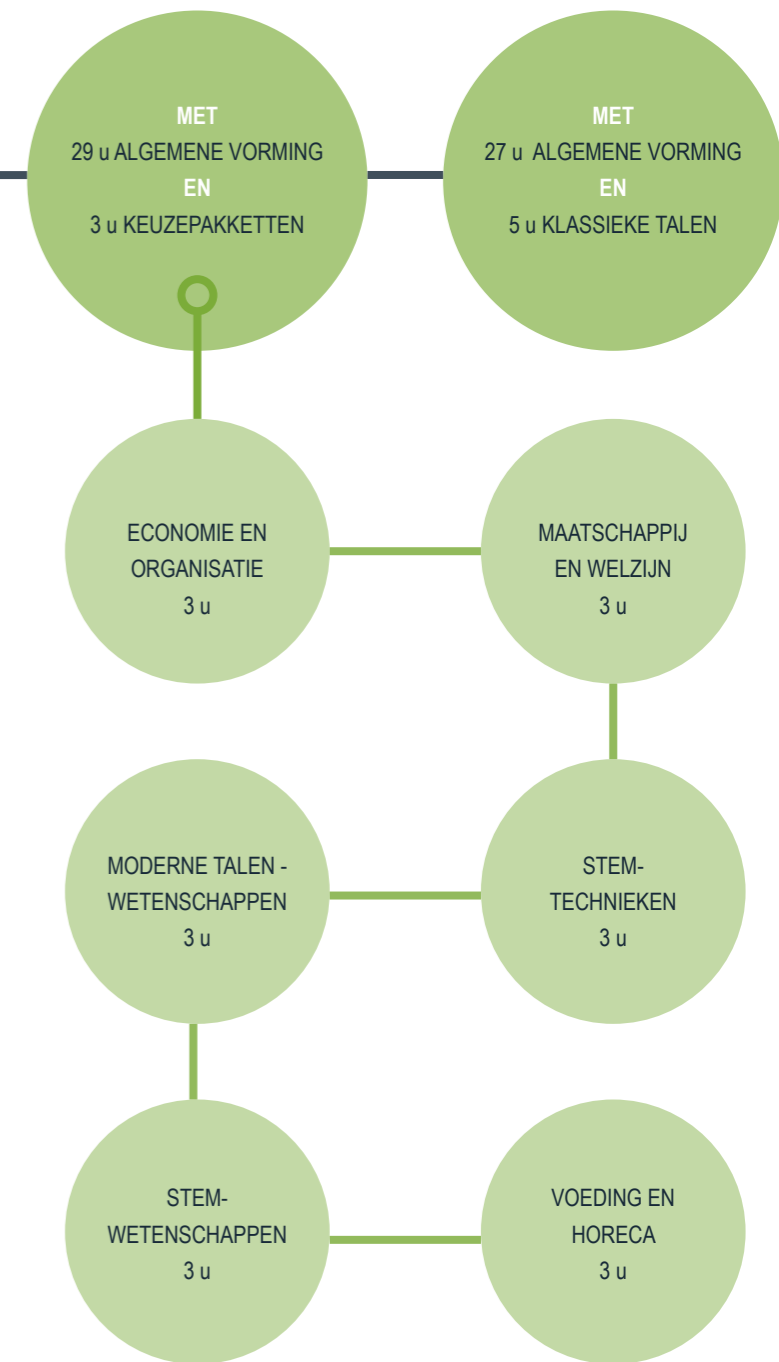 MET
29 u ALGEMENE VORMING
EN
3 u KEUZEPAKKETTEN
MET
27 u ALGEMENE VORMING
EN
5 u KLASSIEKE TALEN
ECONOMIE EN
ORGANISATIE
3 u
MAATSCHAPPIJ
EN WELZIJN
3 u
MODERNE TALEN -
WETENSCHAPPEN
3 u
STEM-
TECHNIEKEN
3 u
STEM-
WETENSCHAPPEN
3 u
VOEDING EN
HORECA
3 u